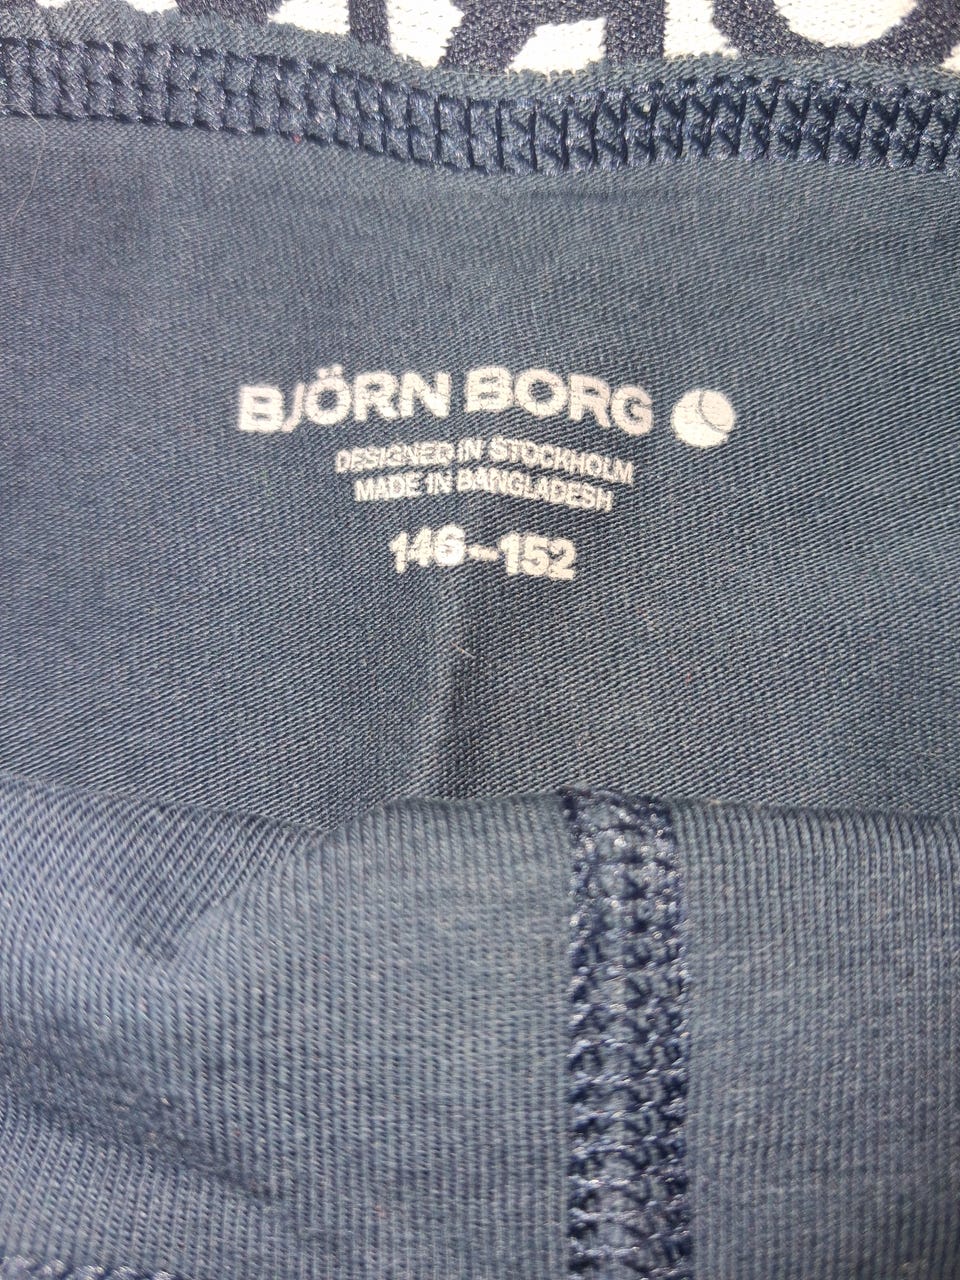 BJÖRN BORG
DESIGNED IN STOCKHOLM
MADE IN BANGLADESH
146-152